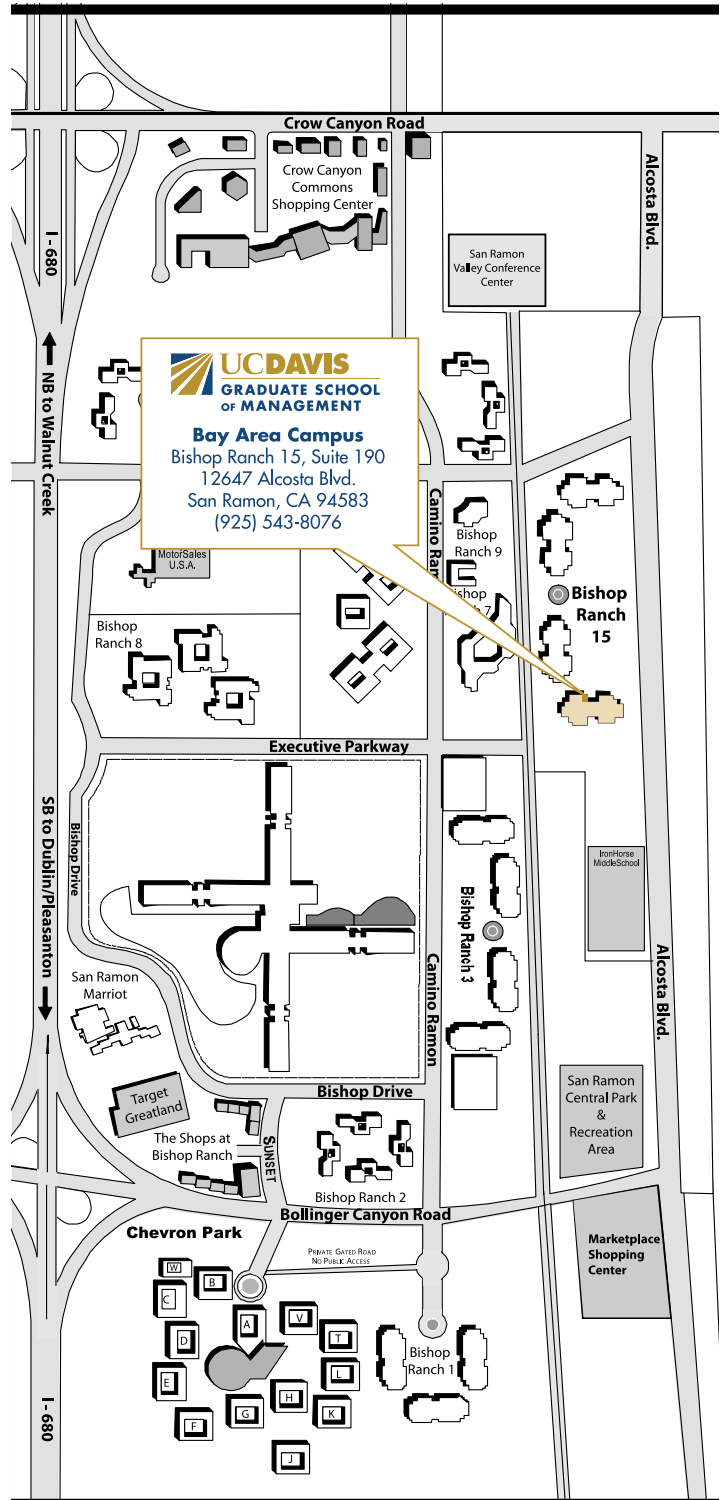 Crow Canyon Road
Crow Canyon
Commons
Shopping Center
Alcosta Blvd.
I - 680
San Ramon
Valley Conference
Center
NB to Walnut Creek
UCDAVIS
GRADUATE SCHOOL
OF MANAGEMENT
Bay Area Campus
Bishop Ranch 15, Suite 190
12647 Alcosta Blvd.
San Ramon, CA 94583
(925) 543-8076
Camino Ram
Bishop
Ranch 9
MotorSales
U.S.A.
Bishop
Ranch 15
Bishop
Ranch 8
Executive Parkway
SB to Dublin/Pleasanton
Bishop Drive
IronHorse
MiddleSchool
Bishop Ranch 3
Camino Ramon
Alcosta Blvd.
San Ramon
Marriot
Target
Greatland
Bishop Drive
San Ramon
Central Park
&
Recreation
Area
The Shops at
Bishop Ranch
SUNSET
Bishop Ranch 2
Bollinger Canyon Road
Chevron Park
PRIVATE GATED ROAD
NO PUBLIC ACCESS
Marketplace
Shopping
Center
W
B
C
A
V
D
T
E
L
H
G
K
F
J
Bishop
Ranch 1
I - 680